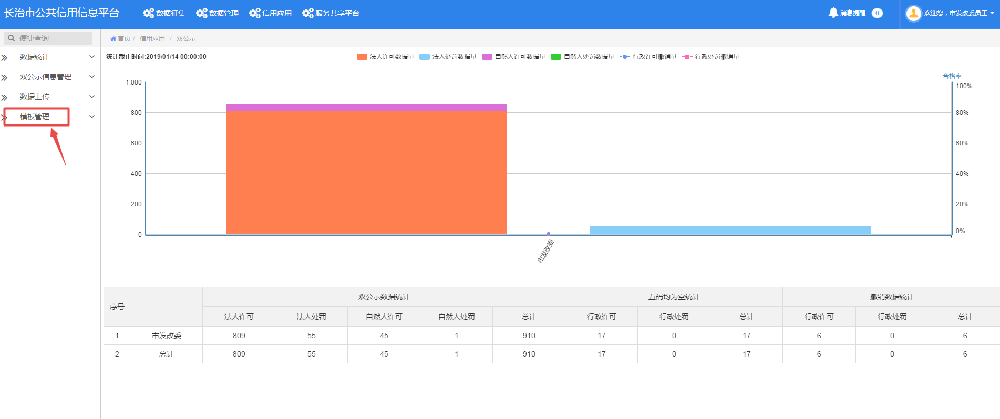 长治市公共信用信息平台 数据征集 数据管理 信用应用 服务共享平台 消息提醒 0 欢迎您，市发改委员工
便捷查询
首页 / 信用应用 / 双公示
数据统计
双公示信息管理
数据上传
模板管理
统计截止时间:2019/01/14 00:00:00
法人许可数据量 法人处罚数据量 自然人许可数据量 自然人处罚数据量 行政许可撤销量 行政处罚撤销量
合格率
1,000 100%
800 80%
600 60%
400 40%
200 20%
0 0%
市发改委
序号 双公示数据统计 五码均为空统计 撤销数据统计
法人许可 法人处罚 自然人许可 自然人处罚 总计 行政许可 行政处罚 总计 行政许可 行政处罚 总计
1 市发改委 809 55 45 1 910 17 0 17 6 0 6
2 总计 809 55 45 1 910 17 0 17 6 0 6